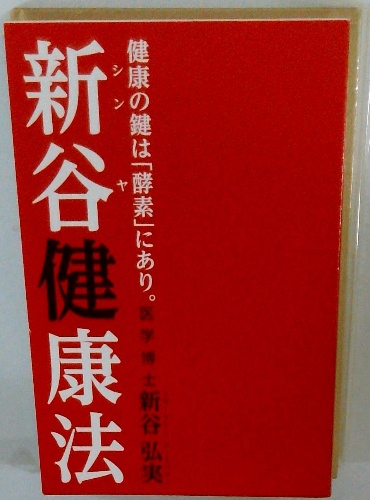 健康の鍵は「酵素」にあり。
新谷健康法
シンヤ
医学博士 新谷弘実